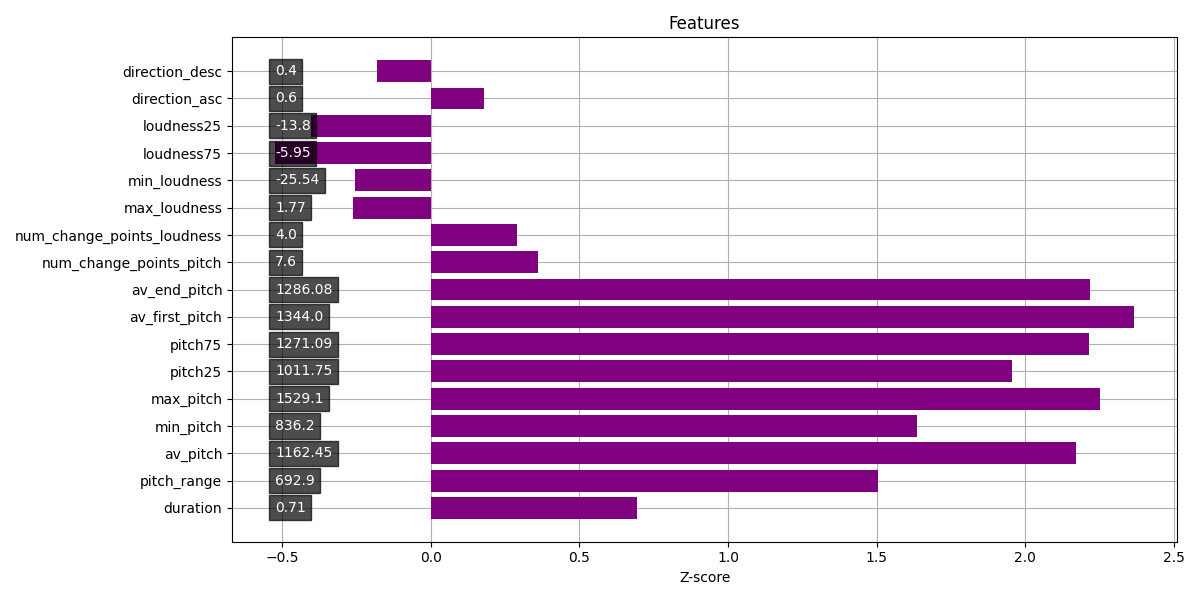 Features
direction_desc 0.4
direction_asc 0.6
loudness25 -13.8
loudness75 -5.95
min_loudness -25.54
max_loudness 1.77
num_change_points_loudness 4.0
num_change_points_pitch 7.6
av_end_pitch 1286.08
av_first_pitch 1344.0
pitch75 1271.09
pitch25 1011.75
max_pitch 1529.1
min_pitch 836.2
av_pitch 1162.45
pitch_range 692.9
duration 0.71
−0.5 0.0 0.5 1.0 1.5 2.0 2.5
Z-score